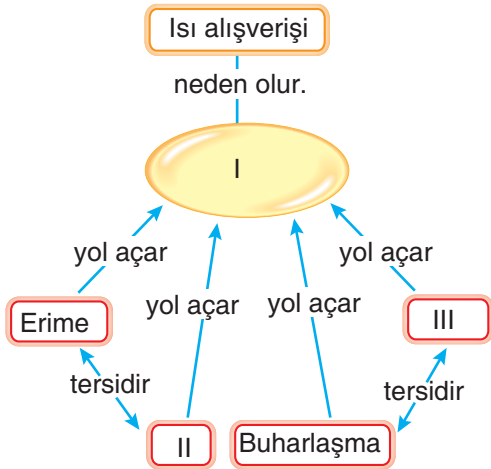 Isı alışverişi
neden olur.
I
yol açar
yol açar
yol açar
yol açar
Erime
III
tersidir
tersidir
II
Buharlaşma